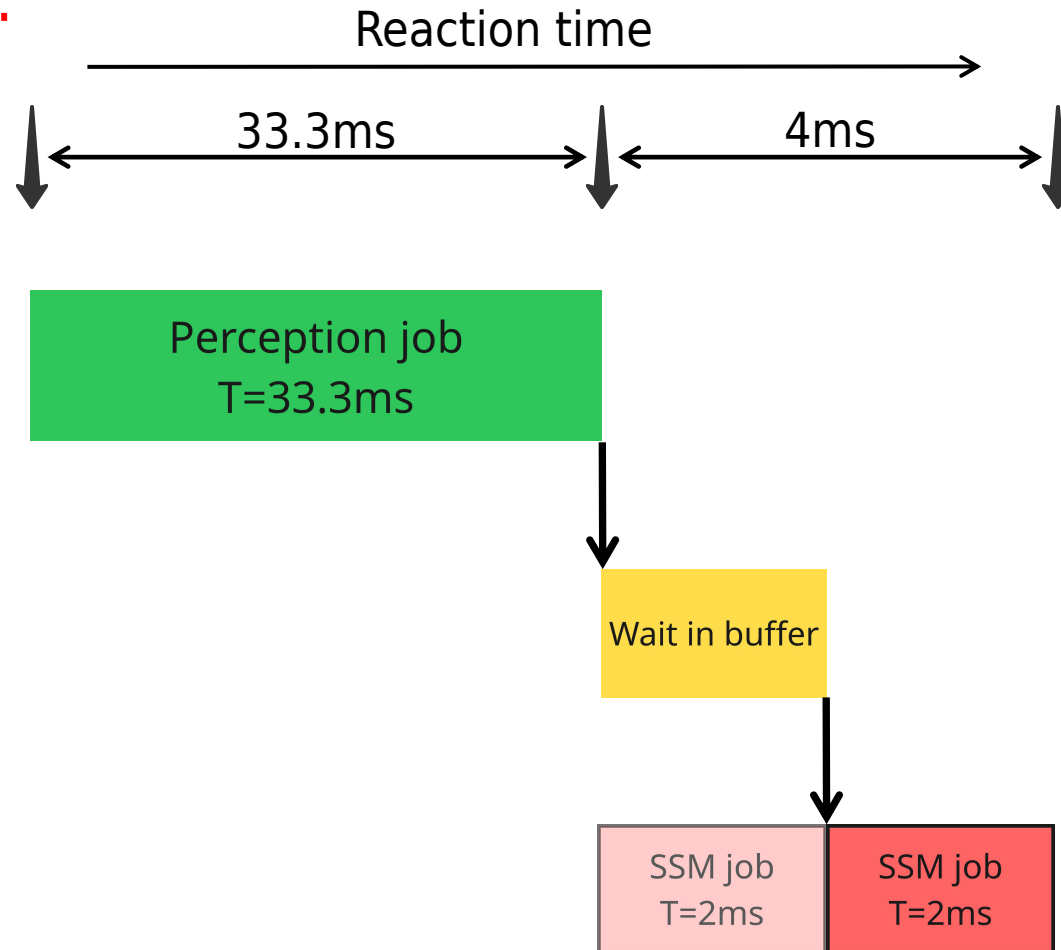 Reaction time
33.3ms
4ms
Perception job
T=33.3ms
Wait in buffer
SSM job
T=2ms
SSM job
T=2ms